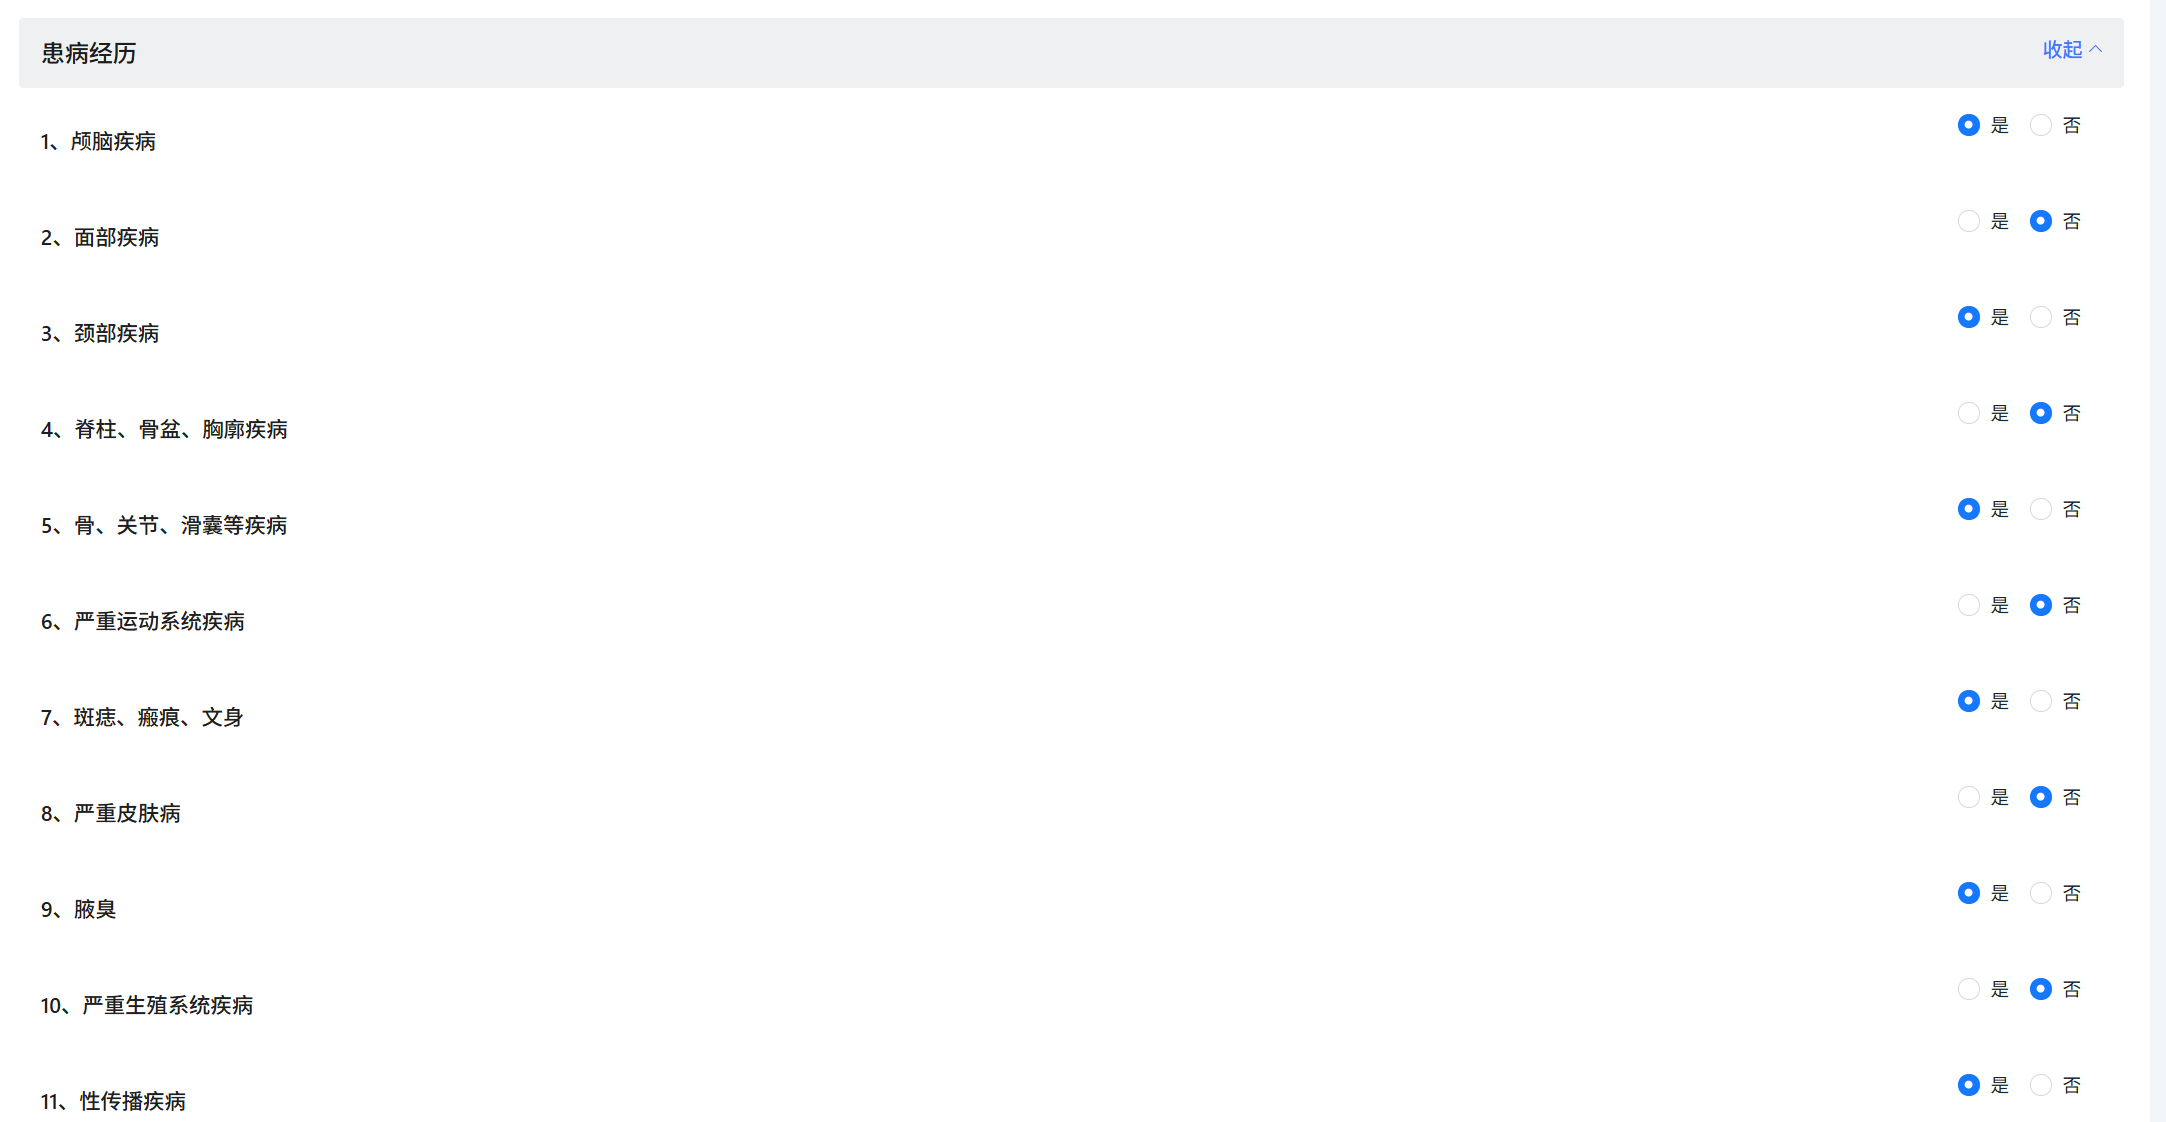 患病经历 收起
1、颅脑疾病 是 否
2、面部疾病 是 否
3、颈部疾病 是 否
4、脊柱、骨盆、胸廓疾病 是 否
5、骨、关节、滑囊等疾病 是 否
6、严重运动系统疾病 是 否
7、斑痣、瘢痕、文身 是 否
8、严重皮肤病 是 否
9、腋臭 是 否
10、严重生殖系统疾病 是 否
11、性传播疾病 是 否